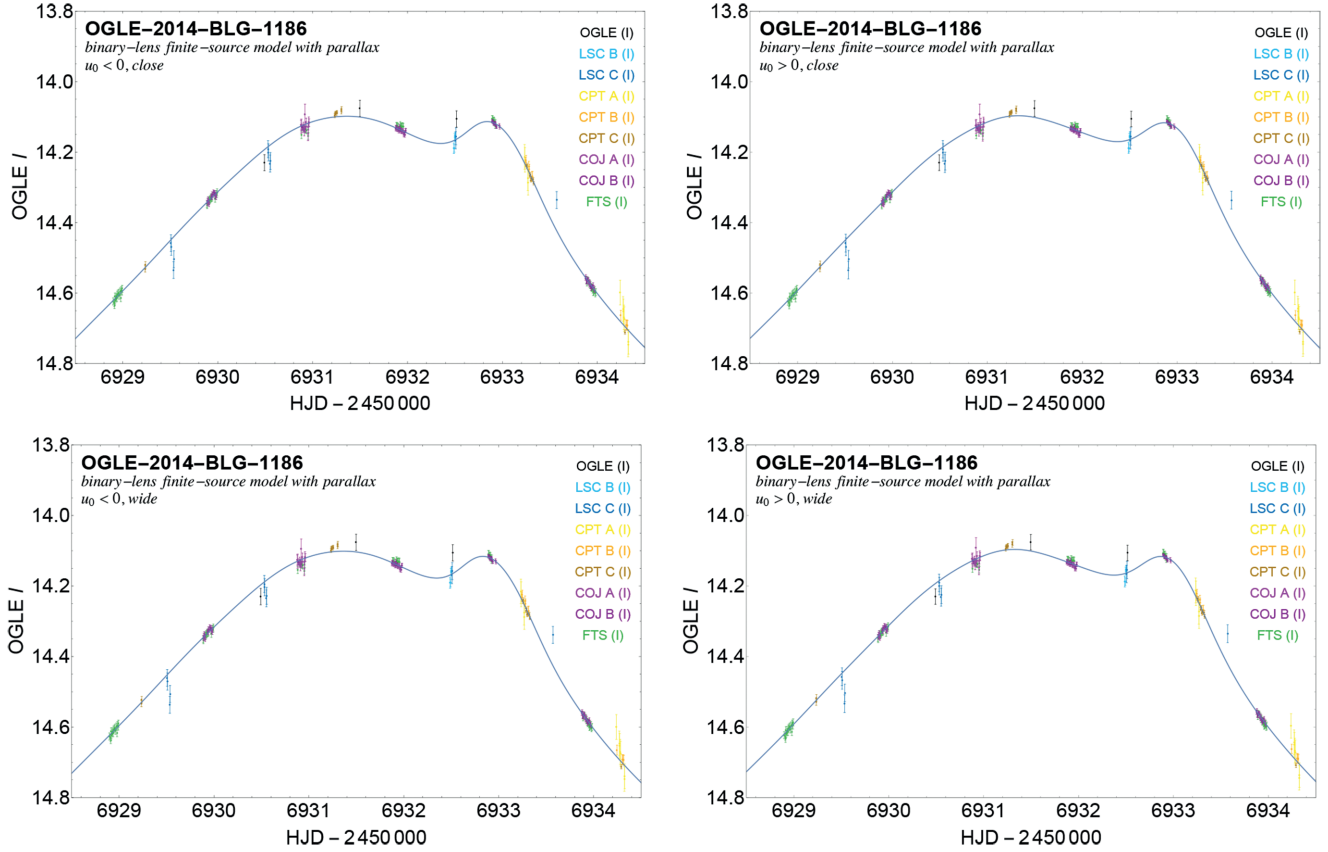 OGLE−2014−BLG−1186
binary−lens finite−source model with parallax
u0 < 0, close
OGLE (I)
LSC B (I)
LSC C (I)
CPT A (I)
CPT B (I)
CPT C (I)
COJ A (I)
COJ B (I)
FTS (I)
13.8
14.0
14.2
14.4
14.6
14.8
OGLE I
6929 6930 6931 6932 6933 6934
HJD − 2 450 000
OGLE−2014−BLG−1186
binary−lens finite−source model with parallax
u0 > 0, close
OGLE (I)
LSC B (I)
LSC C (I)
CPT A (I)
CPT B (I)
CPT C (I)
COJ A (I)
COJ B (I)
FTS (I)
13.8
14.0
14.2
14.4
14.6
14.8
OGLE I
6929 6930 6931 6932 6933 6934
HJD − 2 450 000
OGLE−2014−BLG−1186
binary−lens finite−source model with parallax
u0 < 0, wide
OGLE (I)
LSC B (I)
LSC C (I)
CPT A (I)
CPT B (I)
CPT C (I)
COJ A (I)
COJ B (I)
FTS (I)
13.8
14.0
14.2
14.4
14.6
14.8
OGLE I
6929 6930 6931 6932 6933 6934
HJD − 2 450 000
OGLE−2014−BLG−1186
binary−lens finite−source model with parallax
u0 > 0, wide
OGLE (I)
LSC B (I)
LSC C (I)
CPT A (I)
CPT B (I)
CPT C (I)
COJ A (I)
COJ B (I)
FTS (I)
13.8
14.0
14.2
14.4
14.6
14.8
OGLE I
6929 6930 6931 6932 6933 6934
HJD − 2 450 000